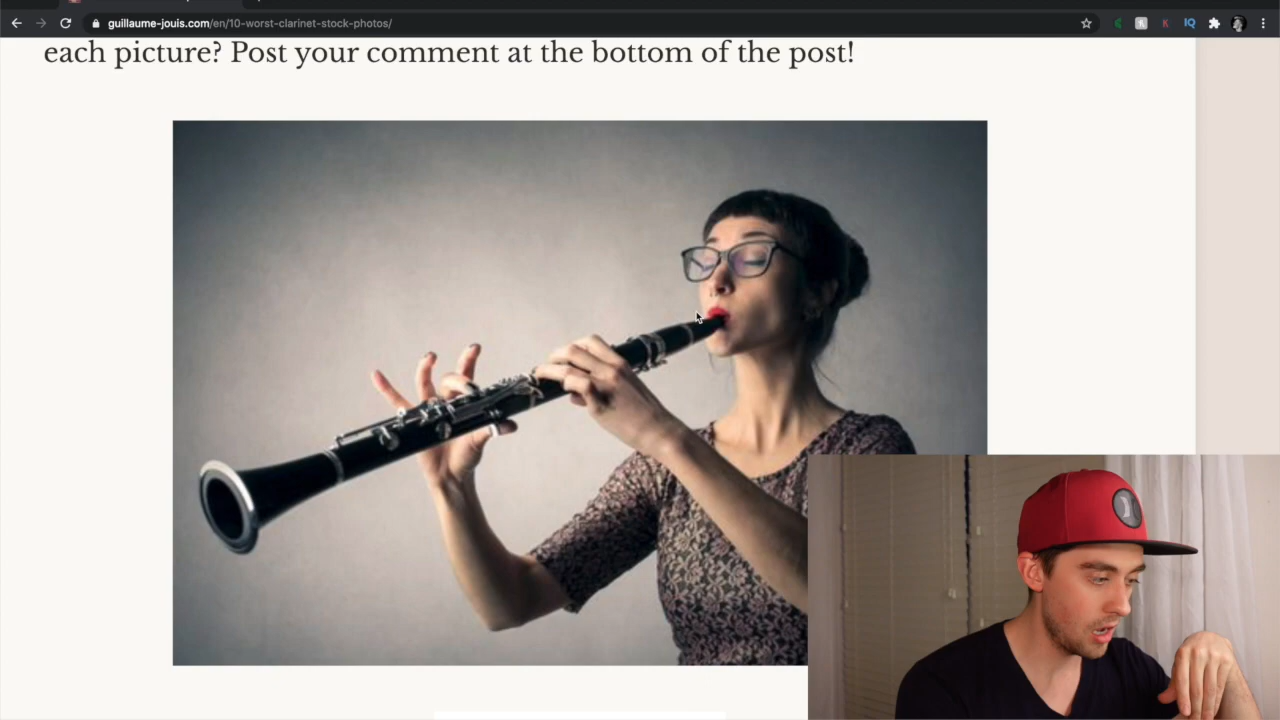 guillaume-jouis.com/en/10-worst-clarinet-stock-photos/
IQ
each picture? Post your comment at the bottom of the post!